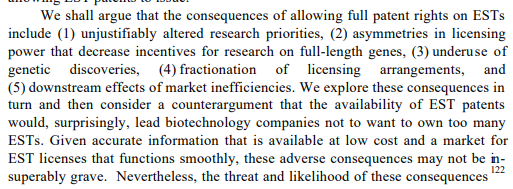 We shall argue that the consequences of allowing full patent rights on ESTs
include (1) unjustifiably altered research priorities, (2) asymmetries in licensing
power that decrease incentives for research on full-length genes, (3) underuse of
genetic discoveries, (4) fractionation of licensing arrangements, and
(5) downstream effects of market inefficiencies. We explore these consequences in
turn and then consider a counterargument that the availability of EST patents
would, surprisingly, lead biotechnology companies not to want to own too many
ESTs. Given accurate information that is available at low cost and a market for
EST licenses that functions smoothly, these adverse consequences may not be in-
superably grave. Nevertheless, the threat and likelihood of these consequences 122